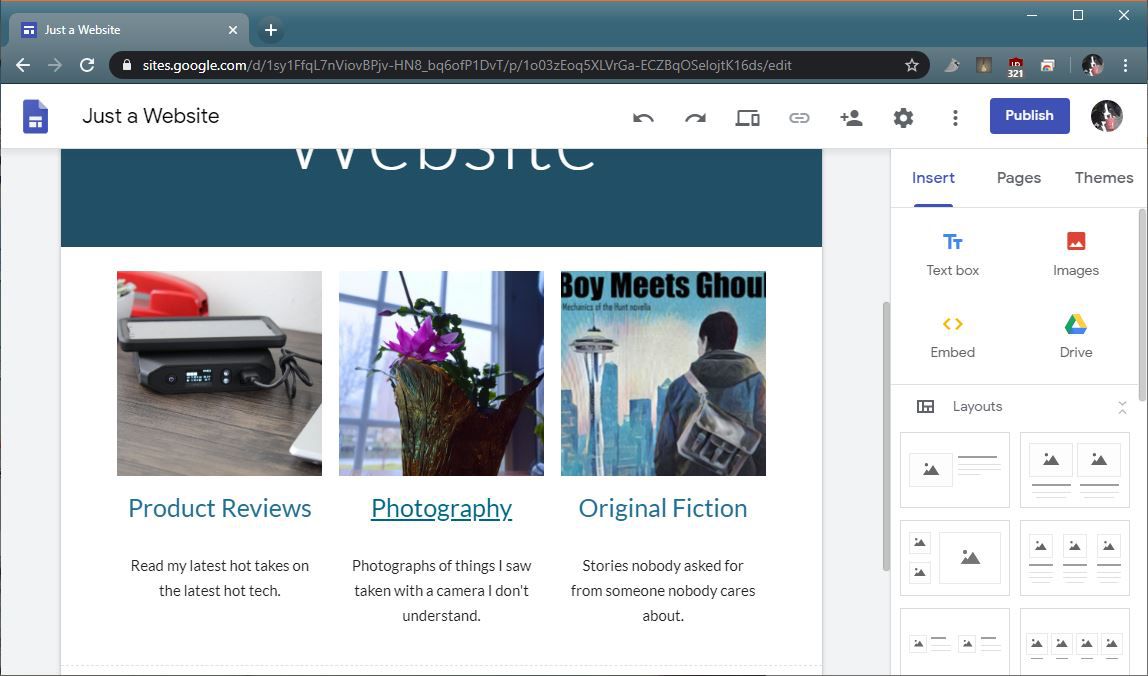 Just a Website
sites.google.com/d/1sy1FfqL7nViovBPjv-HN8_bq6ofP1DvT/p/1o03zEoq5XLVrGa-ECZBqOSelojtK16ds/edit
321
Just a Website
Publish
Website
Insert Pages Themes
Text box Images
Embed Drive
Layouts
Boy Meets Ghoul
Mechanics of the Hunt novella
Product Reviews
Read my latest hot takes on
the latest hot tech.
Photography
Photographs of things I saw
taken with a camera I don't
understand.
Original Fiction
Stories nobody asked for
from someone nobody cares
about.